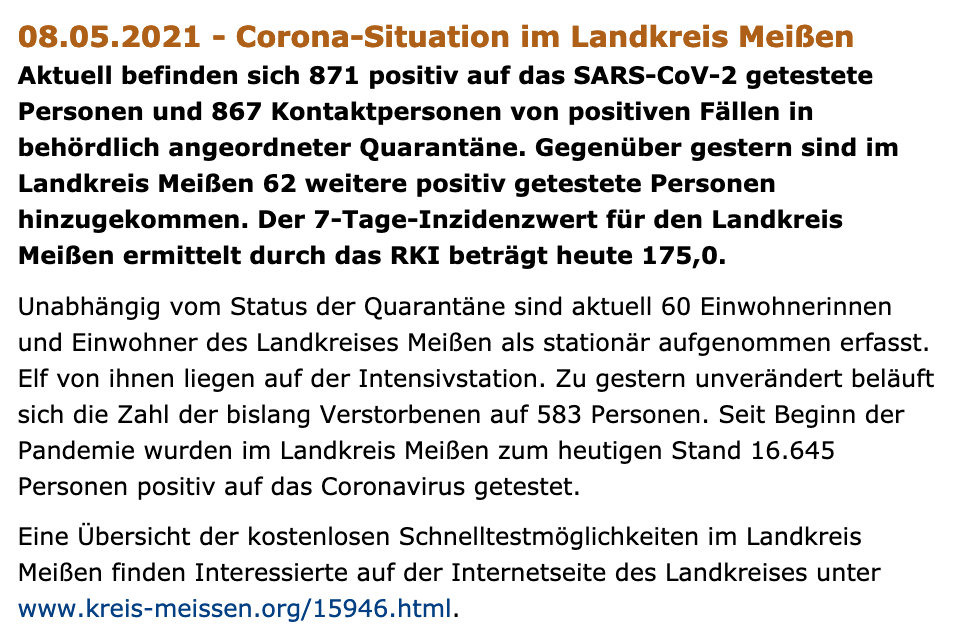 08.05.2021 - Corona-Situation im Landkreis Meißen
Aktuell befinden sich 871 positiv auf das SARS-CoV-2 getestete
Personen und 867 Kontaktpersonen von positiven Fällen in
behördlich angeordneter Quarantäne. Gegenüber gestern sind im
Landkreis Meißen 62 weitere positiv getestete Personen
hinzugekommen. Der 7-Tage-Inzidenzwert für den Landkreis
Meißen ermittelt durch das RKI beträgt heute 175,0.
Unabhängig vom Status der Quarantäne sind aktuell 60 Einwohnerinnen
und Einwohner des Landkreises Meißen als stationär aufgenommen erfasst.
Elf von ihnen liegen auf der Intensivstation. Zu gestern unverändert beläuft
sich die Zahl der bislang Verstorbenen auf 583 Personen. Seit Beginn der
Pandemie wurden im Landkreis Meißen zum heutigen Stand 16.645
Personen positiv auf das Coronavirus getestet.
Eine Übersicht der kostenlosen Schnelltestmöglichkeiten im Landkreis
Meißen finden Interessierte auf der Internetseite des Landkreises unter
www.kreis-meissen.org/15946.html.